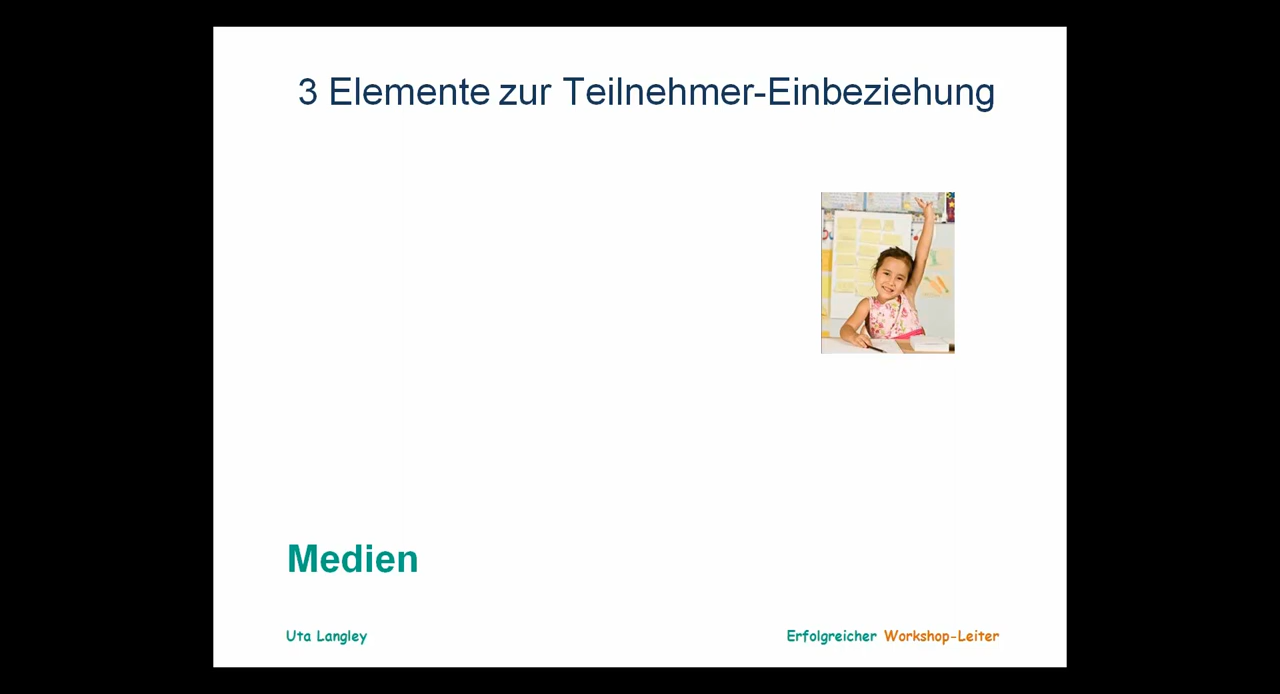 3 Elemente zur Teilnehmer-Einbeziehung
Medien
Uta Langley
Erfolgreicher Workshop-Leiter